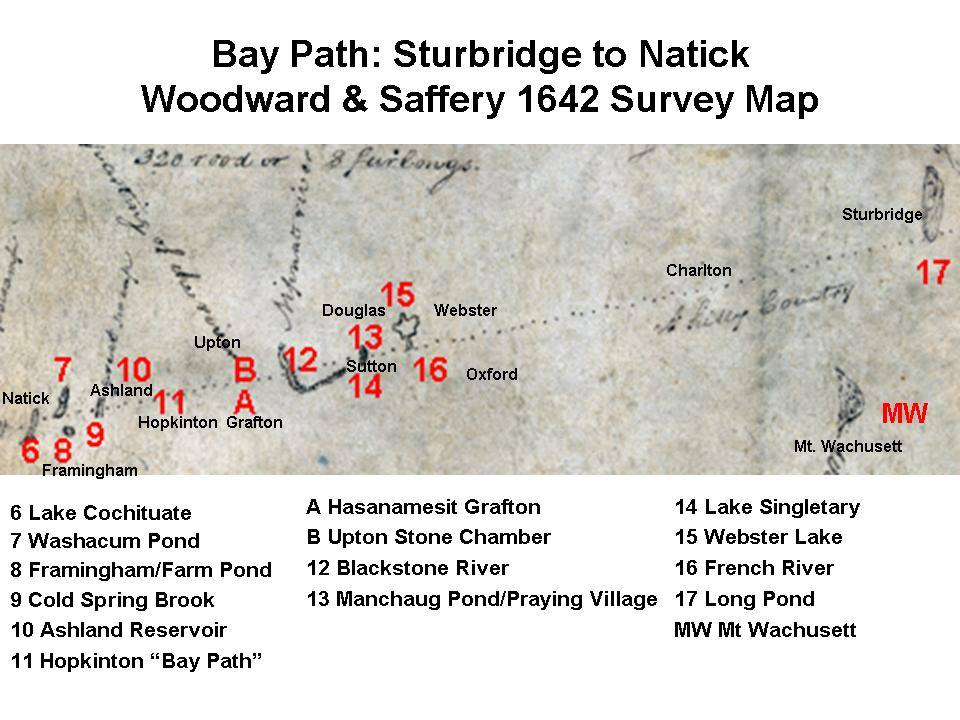 Bay Path: Sturbridge to Natick
Woodward & Saffery 1642 Survey Map
320 rood or 8 furlongs.
Sturbridge
17
Charlton
15
Douglas
Webster
A hilly Country
Upton
13
12
B
7
10
Sutton
16
Oxford
14
Ashland
Natick
11
A
MW
Hopkinton Grafton
9
6
8
Mt. Wachusett
Framingham
6 Lake Cochituate
7 Washacum Pond
8 Framingham/Farm Pond
9 Cold Spring Brook
10 Ashland Reservoir
11 Hopkinton “Bay Path”
A Hasanamesit Grafton
B Upton Stone Chamber
12 Blackstone River
13 Manchaug Pond/Praying Village
14 Lake Singletary
15 Webster Lake
16 French River
17 Long Pond
MW Mt Wachusett